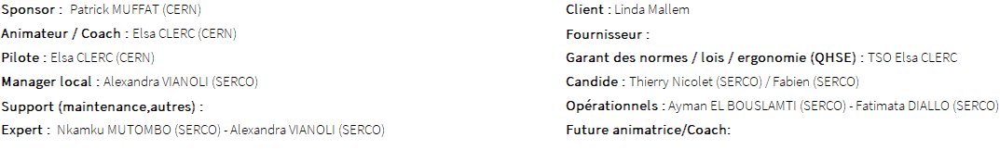 Sponsor : Patrick MUFFAT (CERN)
Animateur / Coach : Elsa CLERC (CERN)
Pilote : Elsa CLERC (CERN)
Manager local : Alexandra VIANOLI (SERCO)
Support (maintenance,autres) :
Expert : Nkamku MUTOMBO (SERCO) - Alexandra VIANOLI (SERCO)
Client : Linda Mallem
Fournisseur :
Garant des normes / lois / ergonomie (QHSE) : TSO Elsa CLERC
Candide : Thierry Nicolet (SERCO) / Fabien (SERCO)
Opérationnels : Ayman EL BOUSLAMTI (SERCO) - Fatimata DIALLO (SERCO)
Future animatrice/Coach: